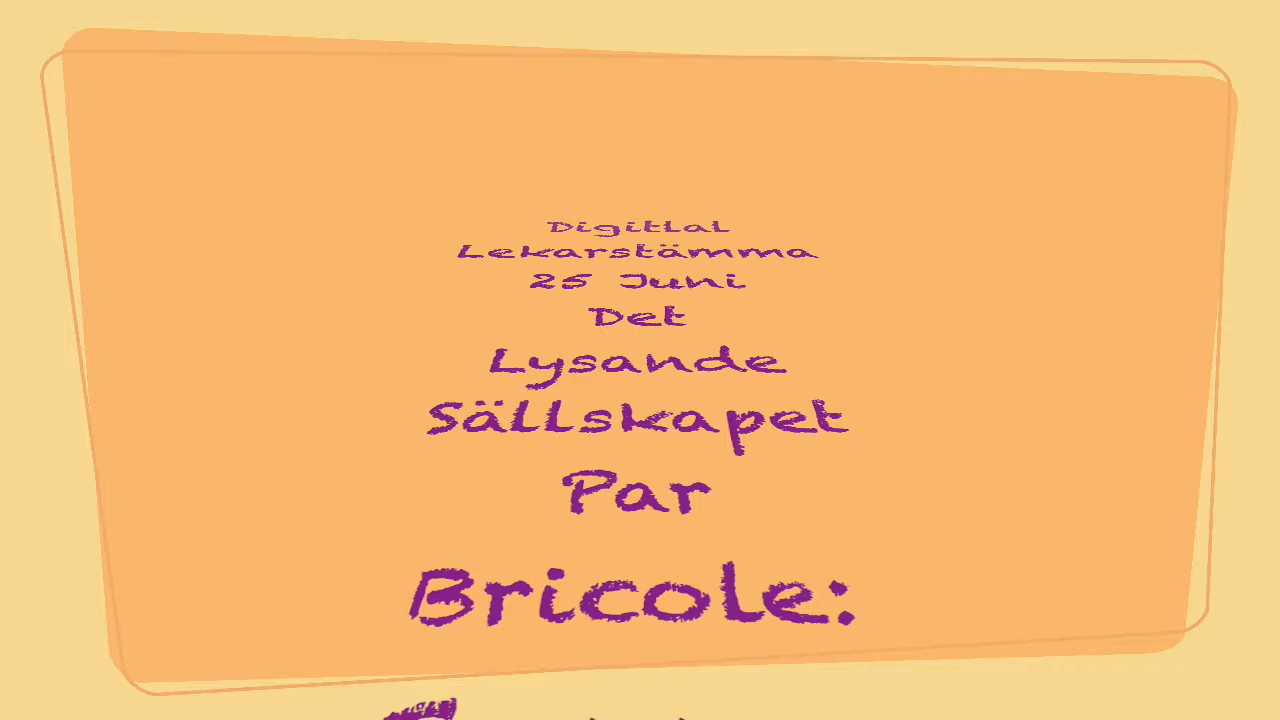 Digitlal
Lekarstämma
25 Juni
Det
Lysande
Sällskapet
Par
Bricole: